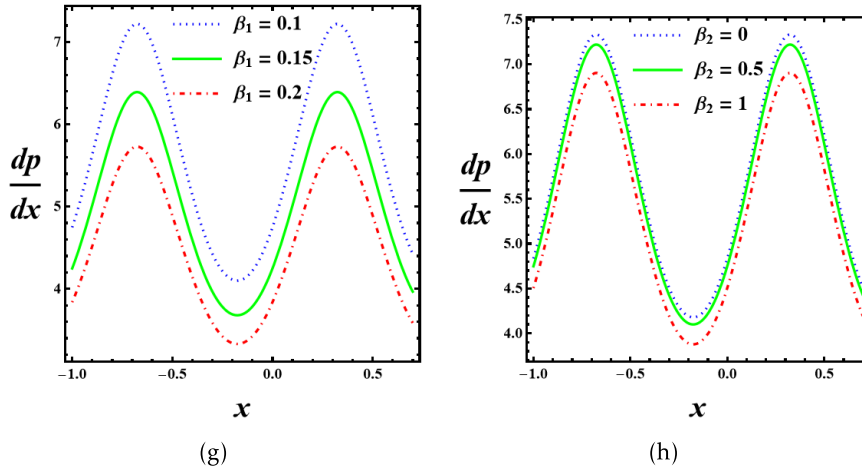 β₁ = 0.1
β₁ = 0.15
β₁ = 0.2
7
6
5
4
dp
dx
−1.0 −0.5 0.0 0.5
x
(g)
β₂ = 0
β₂ = 0.5
β₂ = 1
7.5
7.0
6.5
6.0
5.5
5.0
4.5
4.0
dp
dx
−1.0 −0.5 0.0 0.5
x
(h)